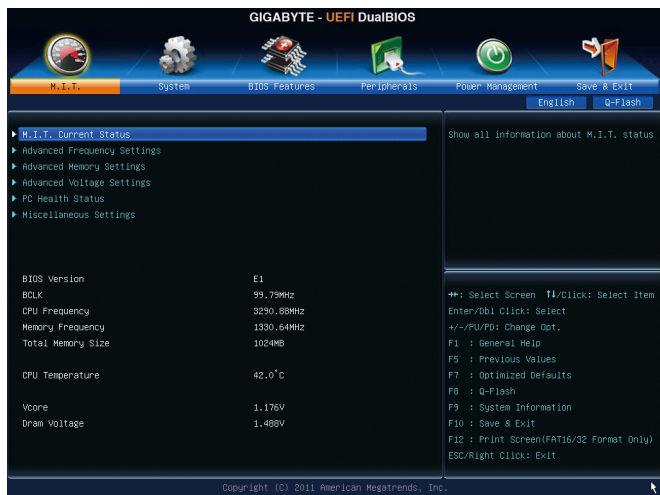 GIGABYTE - UEFI DualBIOS
M.I.T. System BIOS Features Peripherals Power Management Save & Exit
English Q-Flash
M.I.T. Current Status
Advanced Frequency Settings
Advanced Memory Settings
Advanced Voltage Settings
PC Health Status
Miscellaneous Settings
Show all information about M.I.T. status
BIOS Version E1
BCLK 99.79MHz
CPU Frequency 3290.88MHz
Memory Frequency 1330.64MHz
Total Memory Size 1024MB
CPU Temperature 42.0°C
Vcore 1.176V
Dram Voltage 1.488V
→←: Select Screen ↑↓/Click: Select Item
Enter/Dbl Click: Select
+/-/PU/PD: Change Opt.
F1 : General Help
F5 : Previous Values
F7 : Optimized Defaults
F8 : Q-Flash
F9 : System Information
F10 : Save & Exit
F12 : Print Screen(FAT16/32 Format Only)
ESC/Right Click: Exit
Copyright (C) 2011 American Megatrends, Inc.